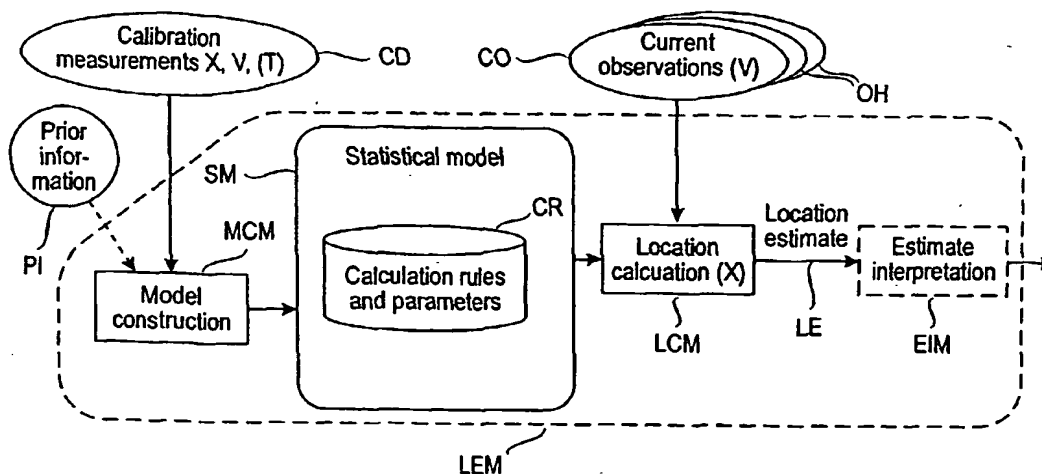 Calibration
measurements X, V, (T)
CD
CO
Current
observations (V)
OH
Prior
infor-
mation
PI
SM
Statistical model
MCM
CR
Model
construction
Calculation rules
and parameters
Location
calcuation (X)
LCM
Location
estimate
LE
Estimate
interpretation
EIM
LEM